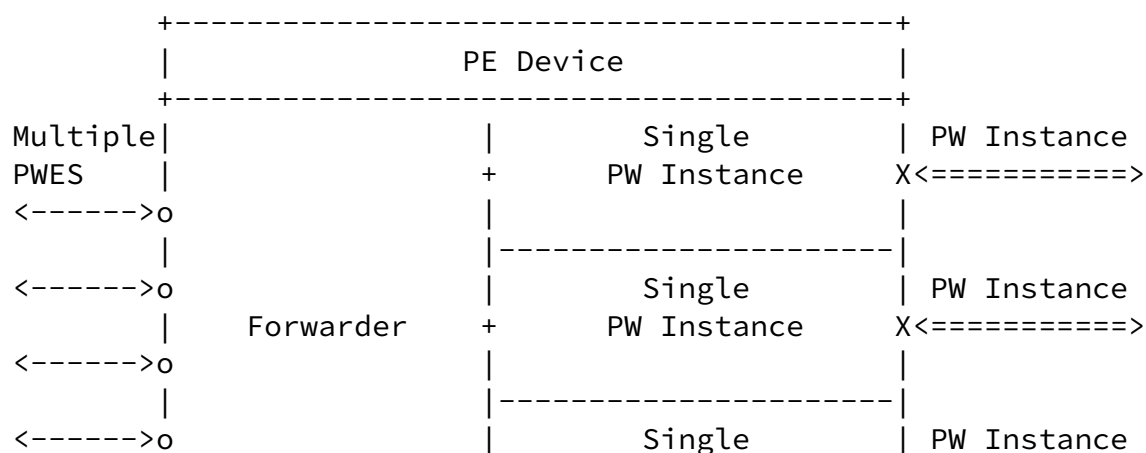 +----------------------------------------+
               |                PE Device               |
               +----------------------------------------+
       Multiple|                 |        Single        | PW Instance
       PWES    |                 +      PW Instance     X<===========>
       <------>o                 |                      |
               |                 |----------------------|
       <------>o                 |        Single        | PW Instance
               |    Forwarder    +      PW Instance     X<===========>
       <------>o                 |                      |
               |                 |----------------------|
       <------>o                 |        Single        | PW Instance